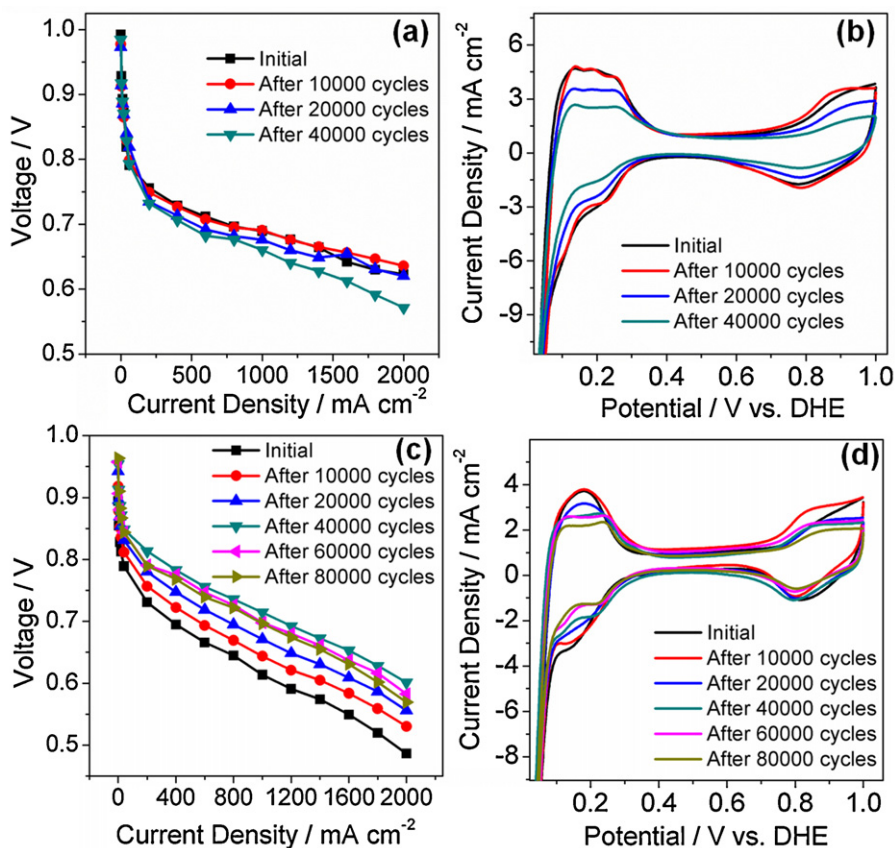 (a)
Initial
After 10000 cycles
After 20000 cycles
After 40000 cycles
1.0
0.9
0.8
0.7
0.6
0.5
Voltage / V
0 500 1000 1500 2000
Current Density / mA cm-2
(b)
6
3
0
-3
-6
-9
Current Density / mA cm-2
Initial
After 10000 cycles
After 20000 cycles
After 40000 cycles
0.2 0.4 0.6 0.8 1.0
Potential / V vs. DHE
(c)
Initial
After 10000 cycles
After 20000 cycles
After 40000 cycles
After 60000 cycles
After 80000 cycles
1.0
0.9
0.8
0.7
0.6
0.5
Voltage / V
0 400 800 1200 1600 2000
Current Density / mA cm-2
(d)
4
2
0
-2
-4
-6
-8
Current Density / mA cm-2
Initial
After 10000 cycles
After 20000 cycles
After 40000 cycles
After 60000 cycles
After 80000 cycles
0.2 0.4 0.6 0.8 1.0
Potential / V vs. DHE